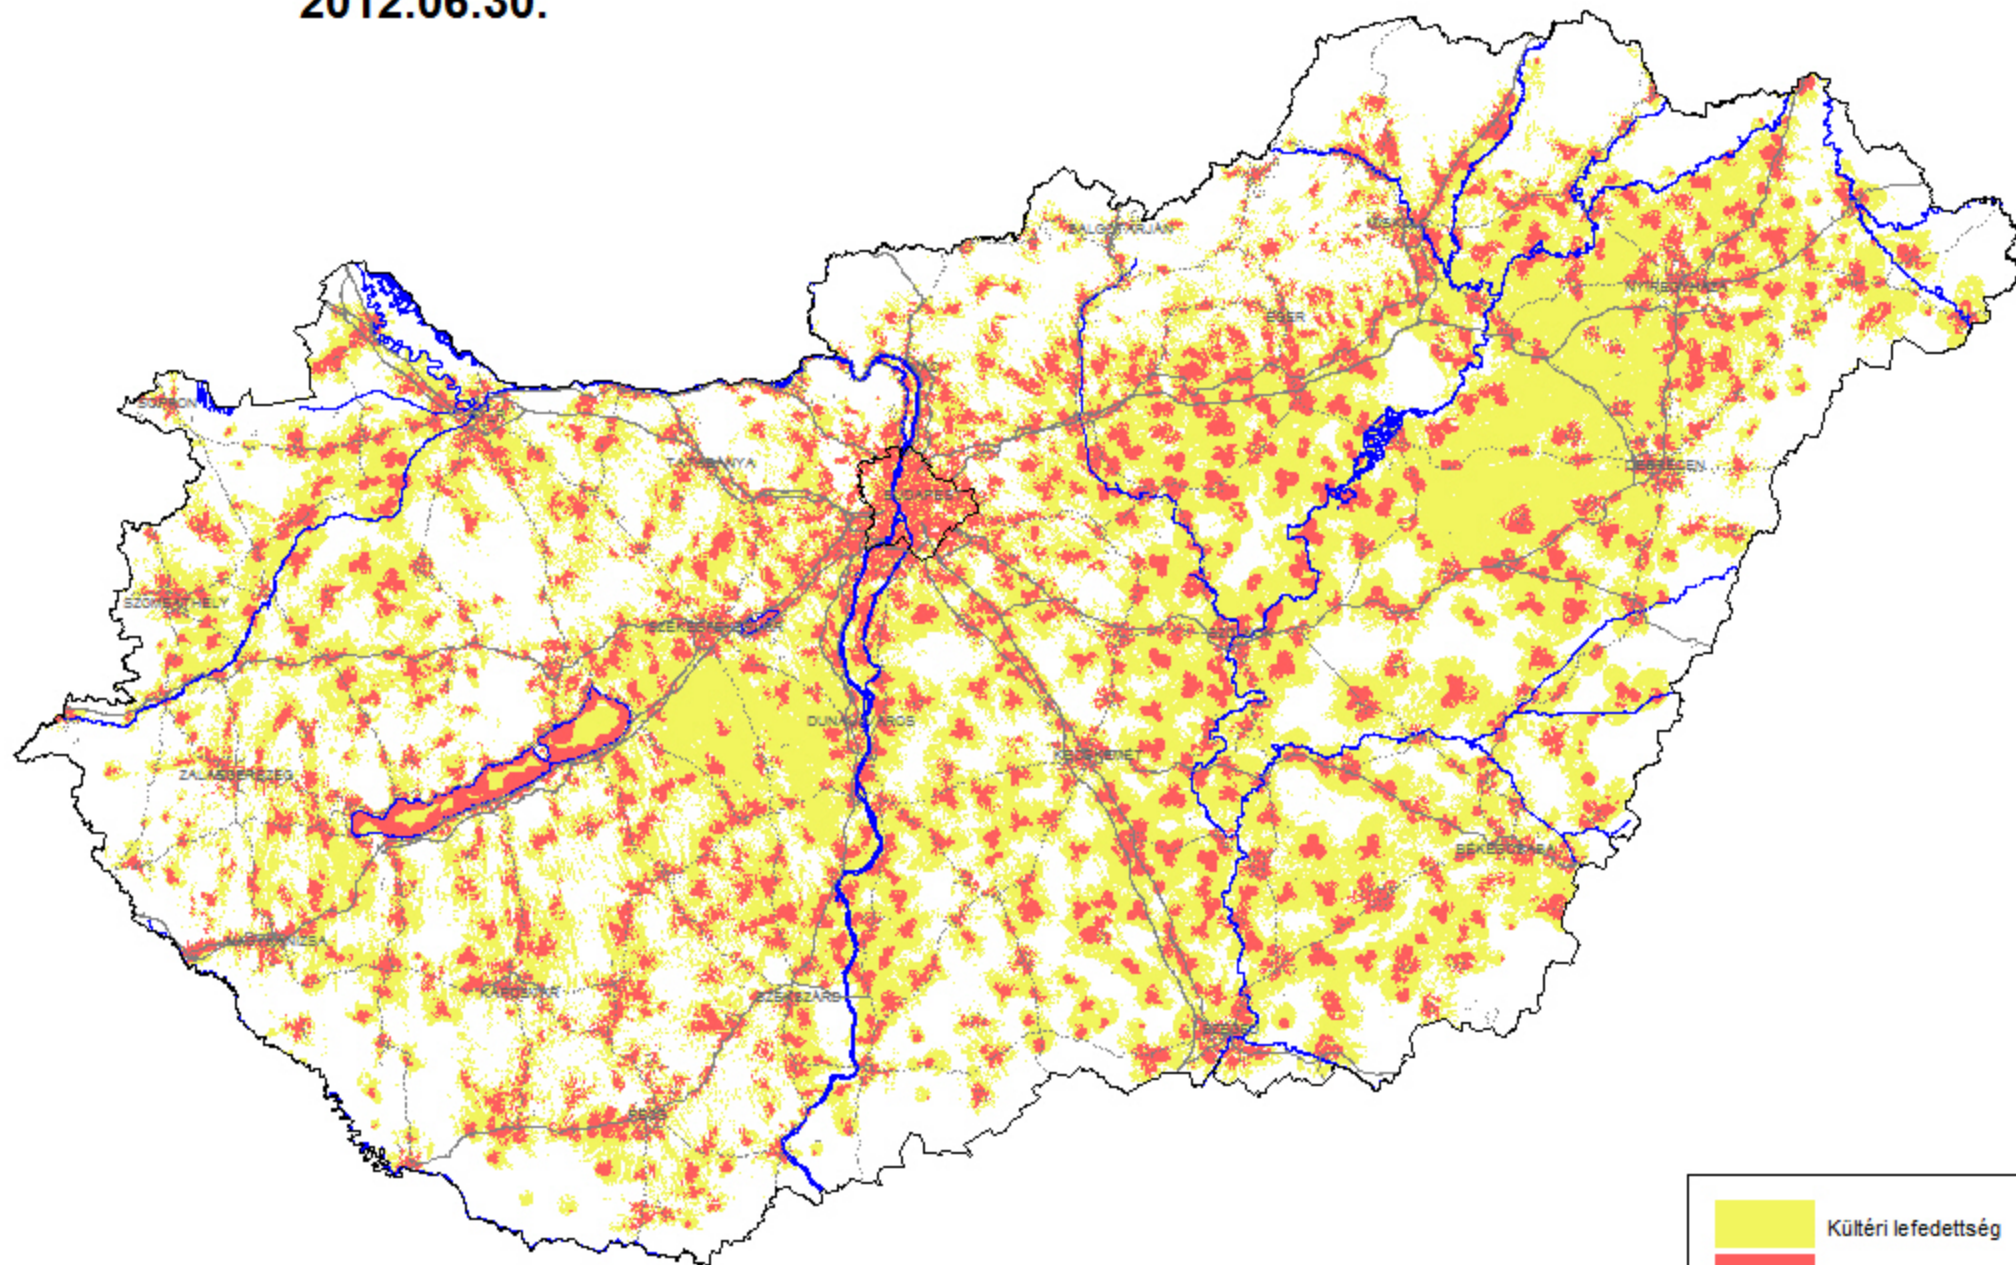 2012.06.30.
SALGÓTARJÁN
NYÍREGYHÁZA
EGER
SOPRON
TATABÁNYA
DEBRECEN
BUDAPEST
SZOMBATHELY
SZÉKESFEHÉRVÁR
SZOLNOK
DUNAÚJVÁROS
KECSKEMÉT
ZALAEGERSZEG
BÉKÉSCSABA
NAGYKANIZSA
KAPOSVÁR
SZEKSZÁRD
SZEGED
PÉCS
Kültéri lefedettség